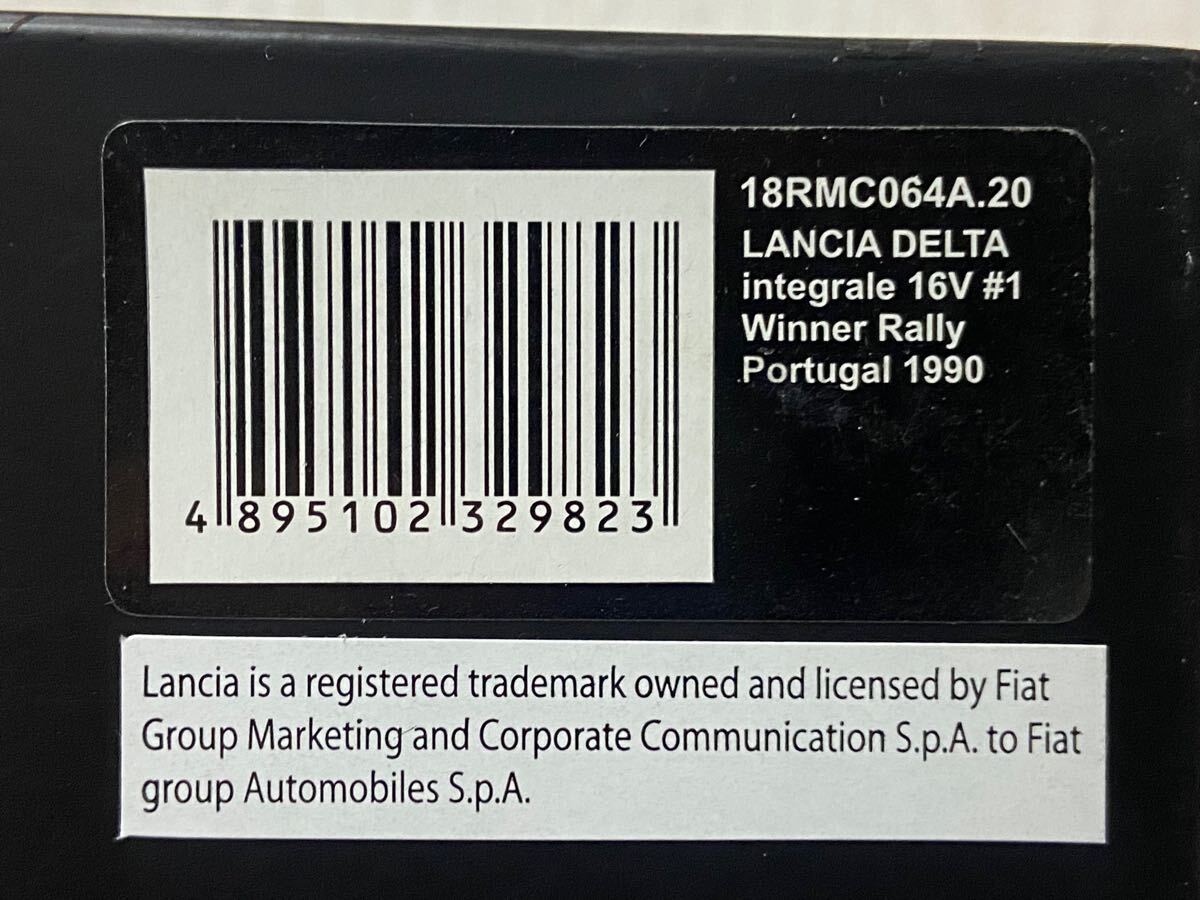 18RMC064A.20
LANCIA DELTA
integrale 16V #1
Winner Rally
Portugal 1990
4 895102 329823
Lancia is a registered trademark owned and licensed by Fiat
Group Marketing and Corporate Communication S.p.A. to Fiat
group Automobiles S.p.A.